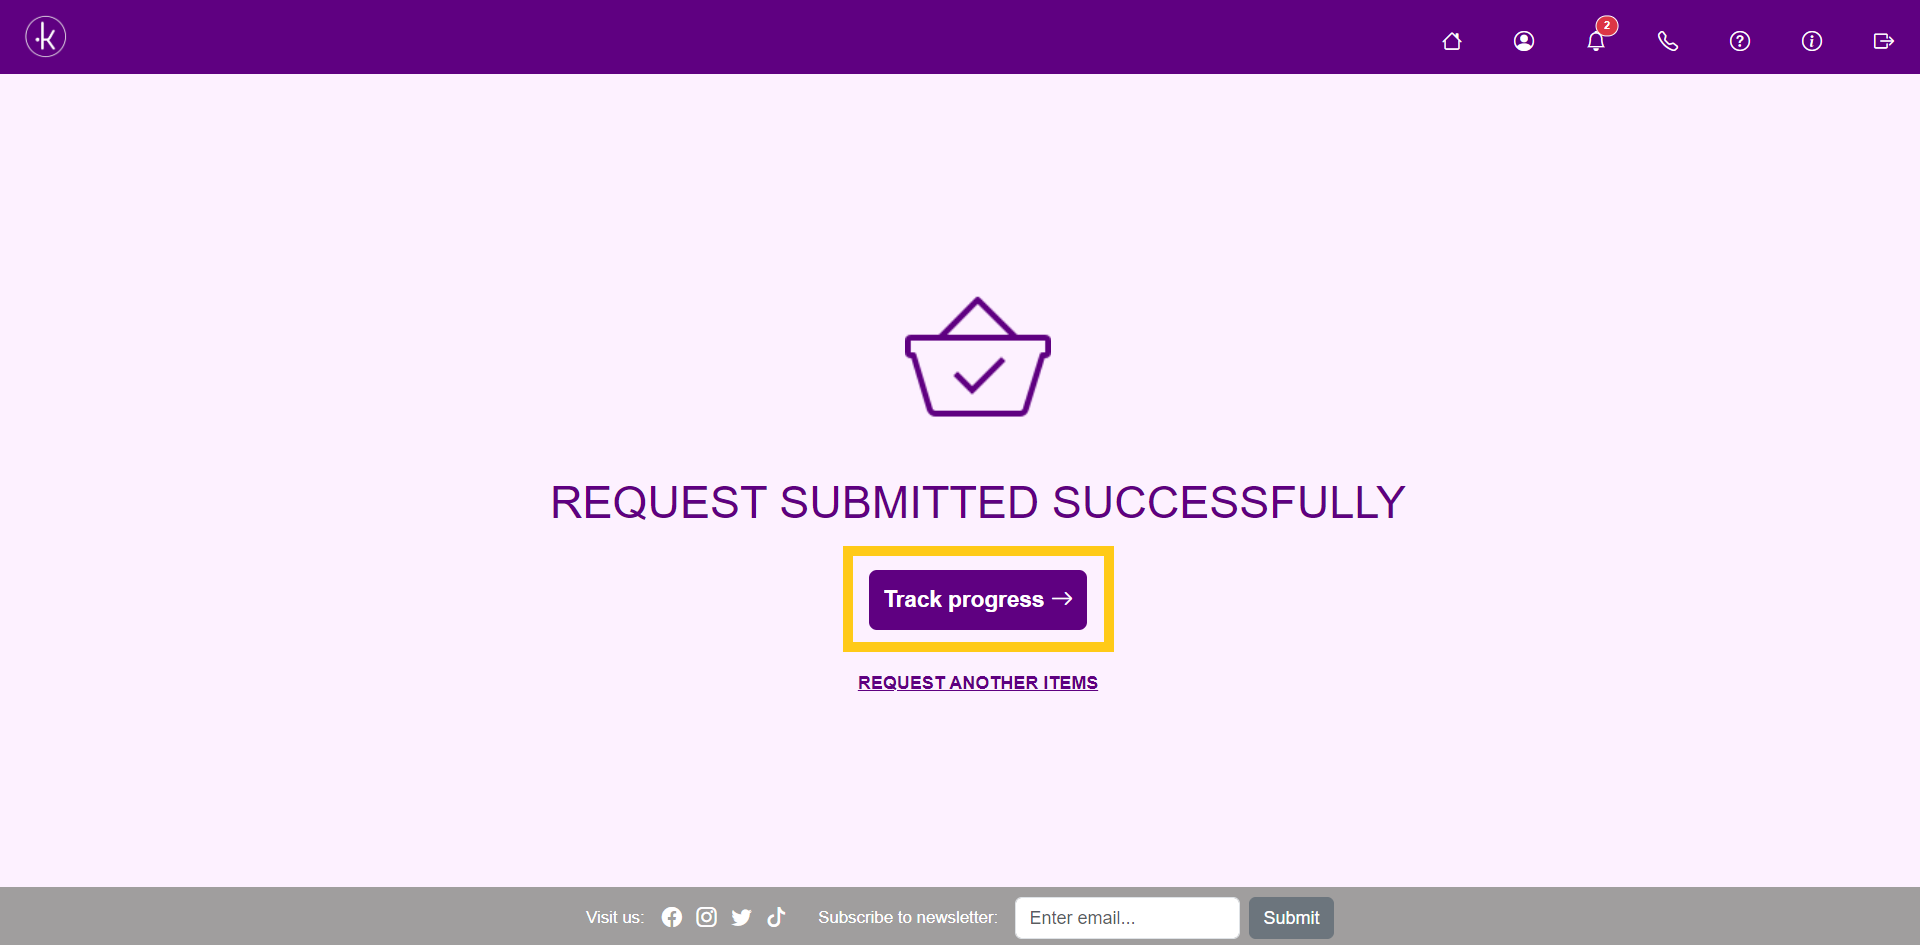 k
2
REQUEST SUBMITTED SUCCESSFULLY
Track progress →
REQUEST ANOTHER ITEMS
Visit us:
Subscribe to newsletter: Enter email... Submit